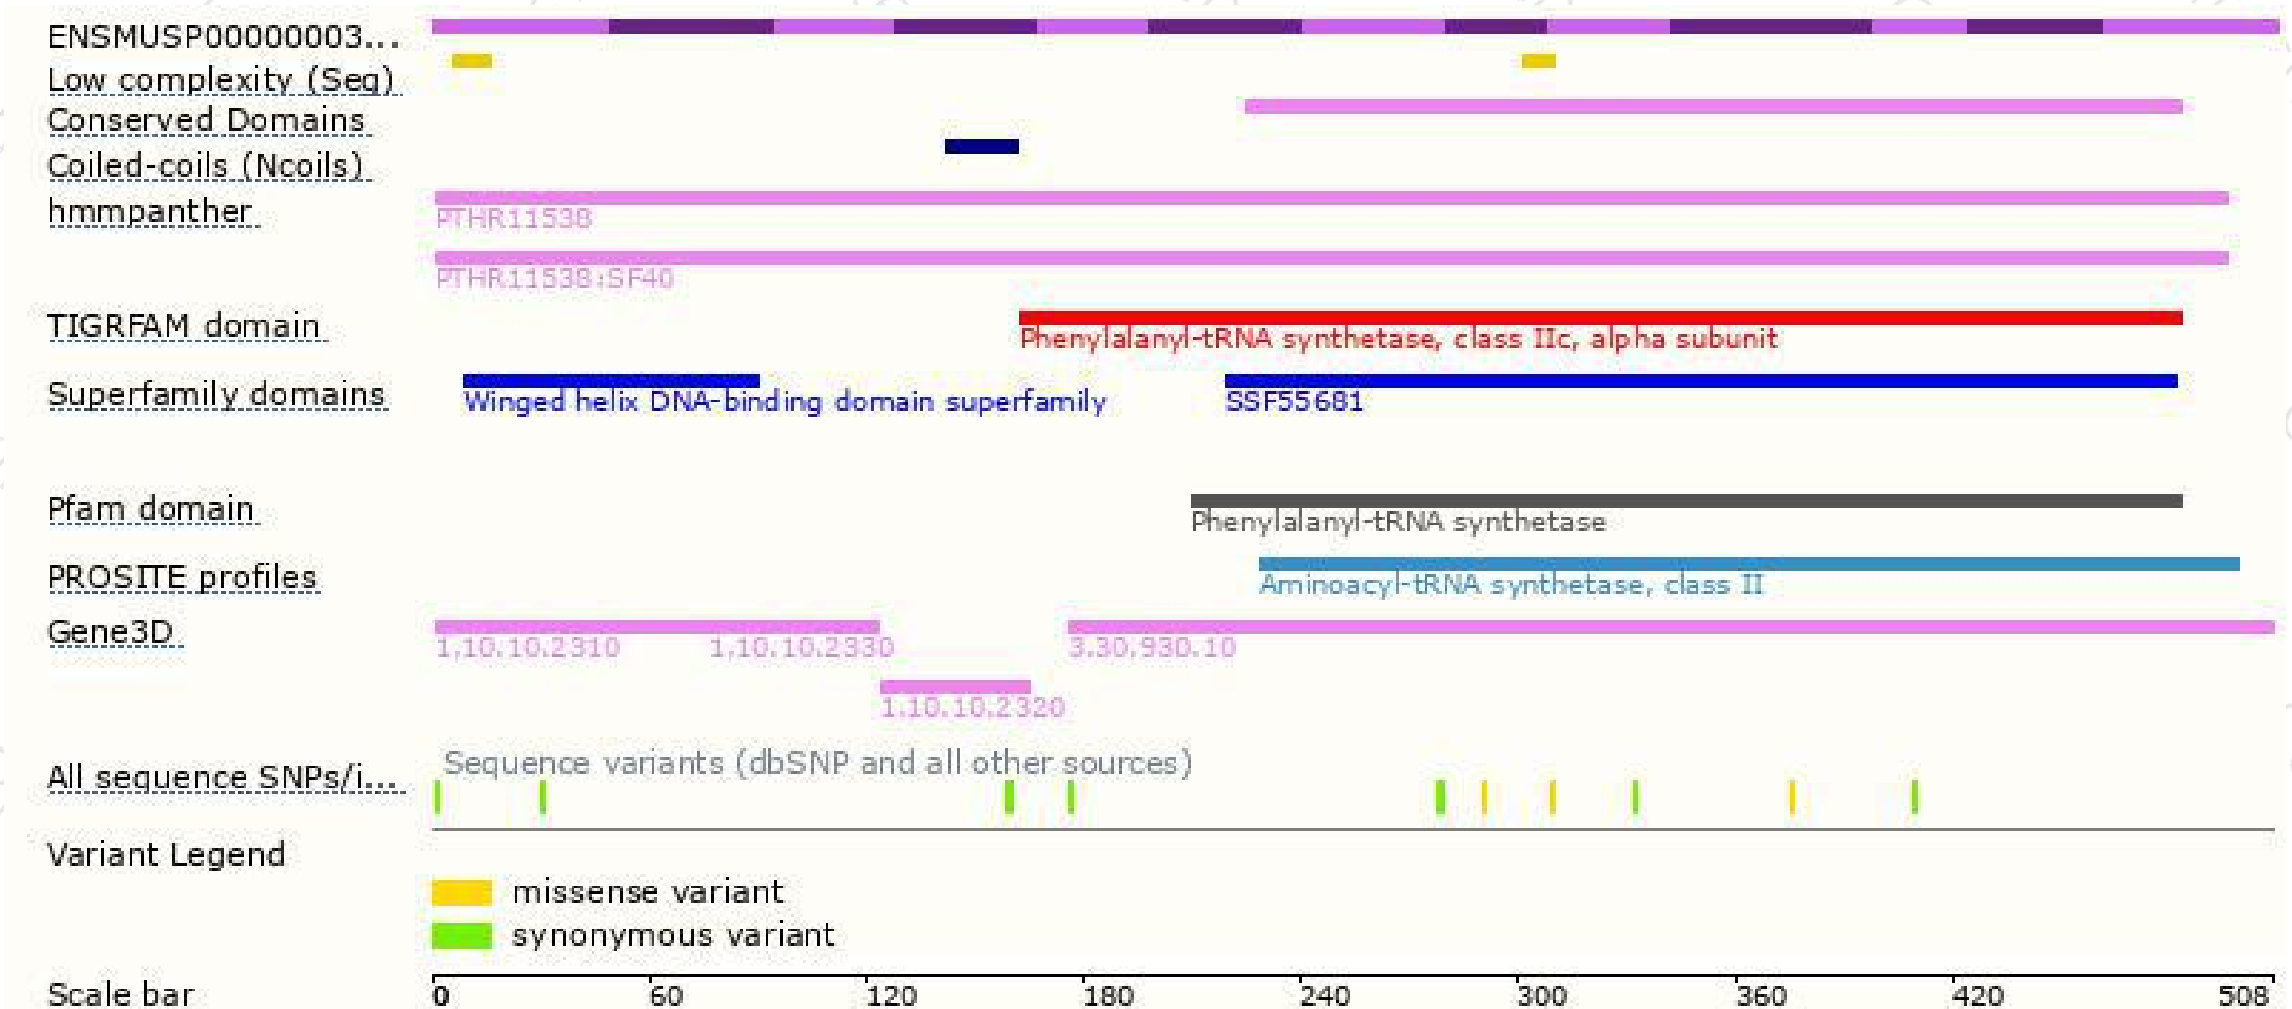 ENSMUSP00000003...
Low complexity (Seg)
Conserved Domains
Coiled-coils (Ncoils)
hmmpanther
PTHR11538
PTHR11538:SF40
TIGRFAM domain
Phenylalanyl-tRNA synthetase, class IIc, alpha subunit
Superfamily domains
Winged helix DNA-binding domain superfamily
SSF55681
Pfam domain
Phenylalanyl-tRNA synthetase
PROSITE profiles
Aminoacyl-tRNA synthetase, class II
Gene3D
1.10.10.2310 1.10.10.2330 3.30.930.10
1.10.10.2320
Sequence variants (dbSNP and all other sources)
All sequence SNPs/i...
Variant Legend
missense variant
synonymous variant
Scale bar 0 60 120 180 240 300 360 420 508